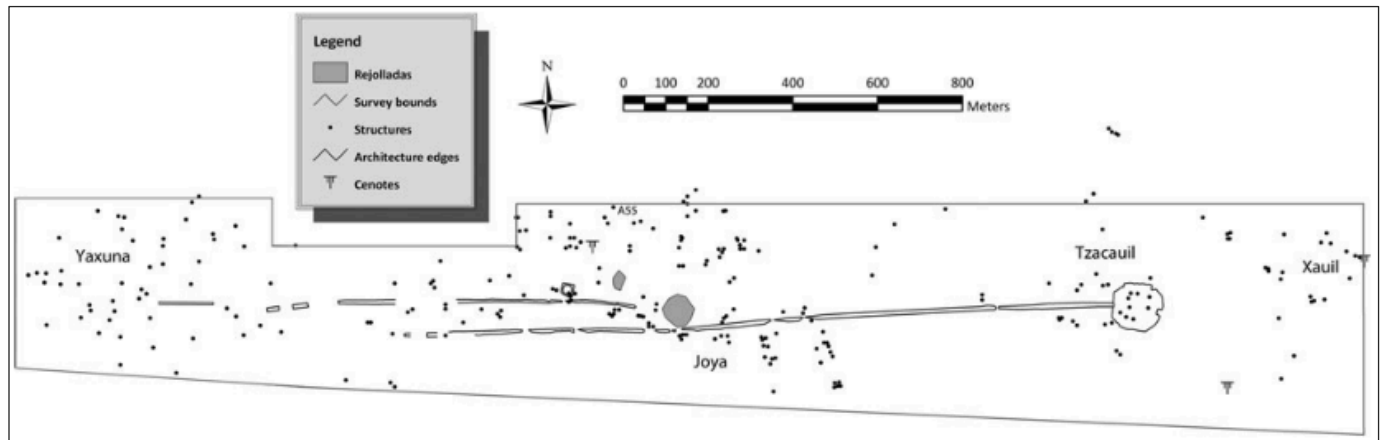 Legend
Rejolladas
Survey bounds
Structures
Architecture edges
Cenotes
N
0 100 200 400 600 800
Meters
A55
Yaxuna
Tzacauil
Xauil
Joya